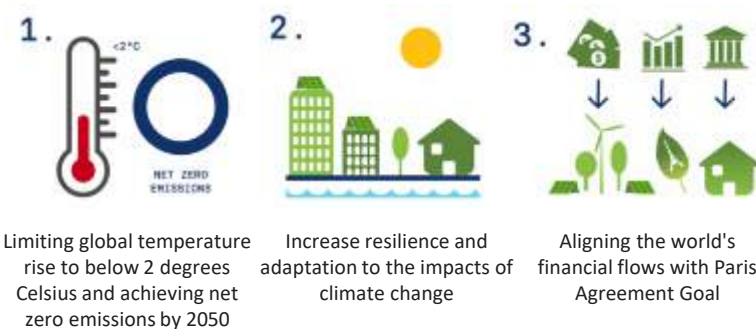 1.
<2°C
NET ZERO
EMISSIONS
2.
3.
$
Limiting global temperature
rise to below 2 degrees
Celsius and achieving net
zero emissions by 2050
Increase resilience and
adaptation to the impacts of
climate change
Aligning the world's
financial flows with Paris
Agreement Goal